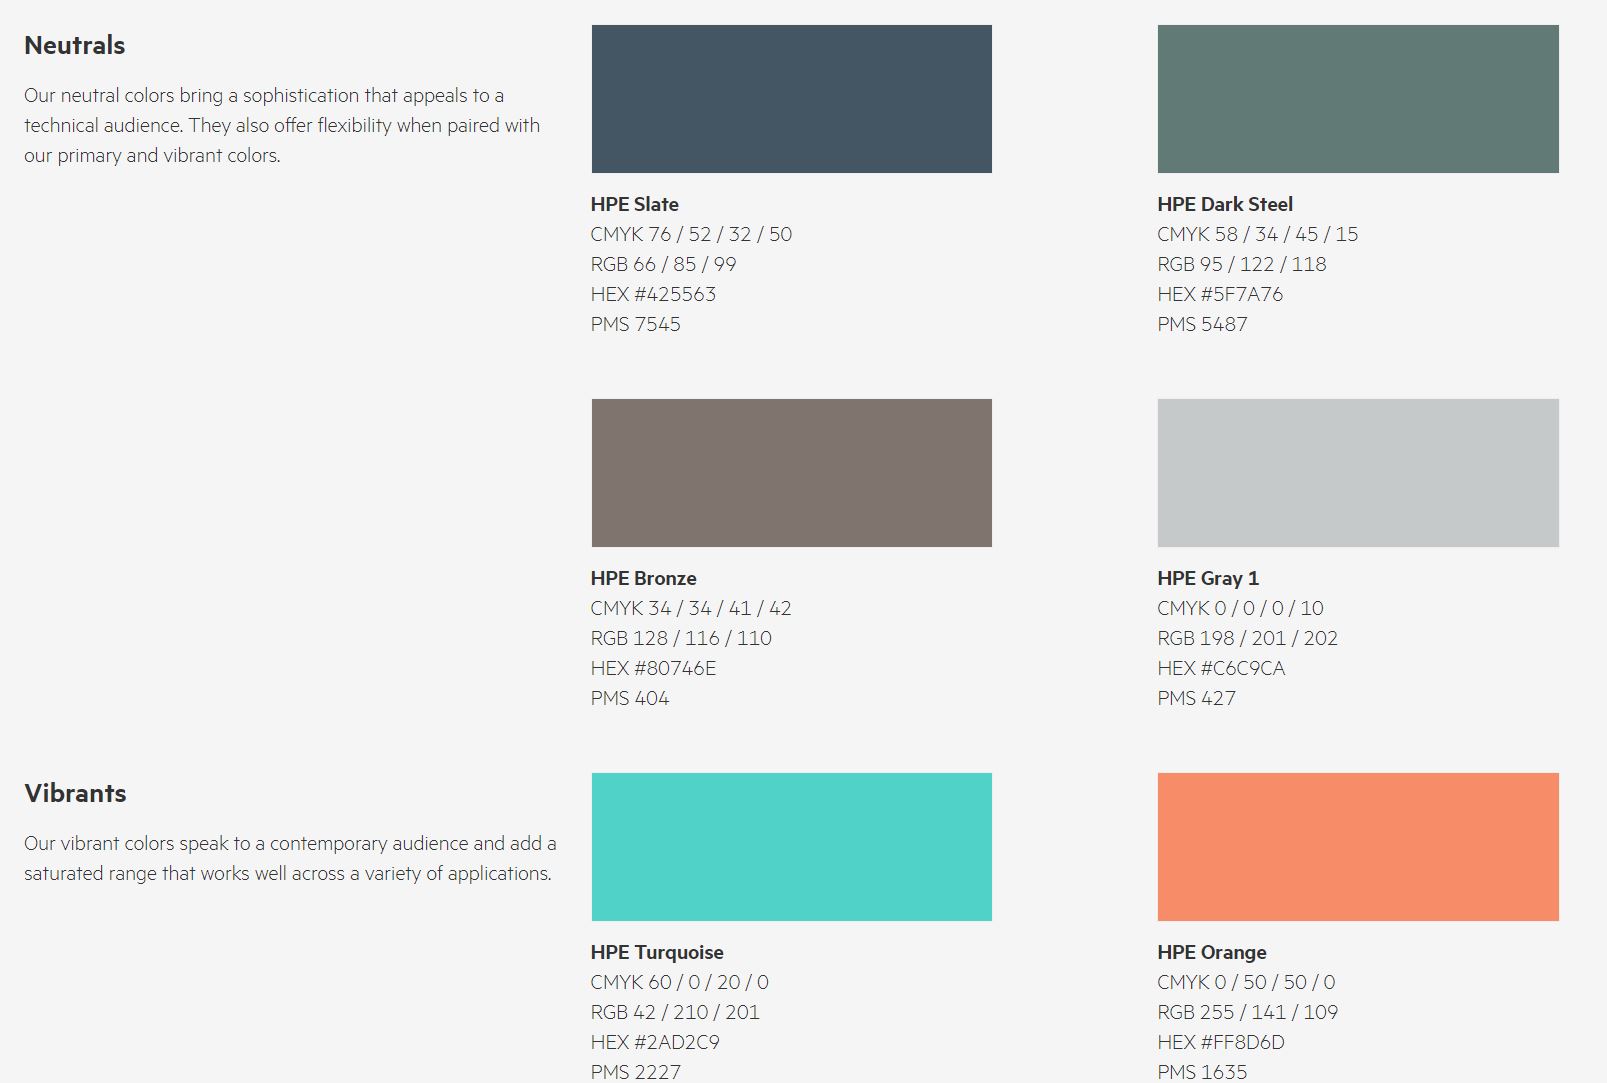 Neutrals
Our neutral colors bring a sophistication that appeals to a
technical audience. They also offer flexibility when paired with
our primary and vibrant colors.
HPE Slate
CMYK 76 / 52 / 32 / 50
RGB 66 / 85 / 99
HEX #425563
PMS 7545
HPE Dark Steel
CMYK 58 / 34 / 45 / 15
RGB 95 / 122 / 118
HEX #5F7A76
PMS 5487
HPE Bronze
CMYK 34 / 34 / 41 / 42
RGB 128 / 116 / 110
HEX #80746E
PMS 404
HPE Gray 1
CMYK 0 / 0 / 0 / 10
RGB 198 / 201 / 202
HEX #C6C9CA
PMS 427
Vibrants
Our vibrant colors speak to a contemporary audience and add a
saturated range that works well across a variety of applications.
HPE Turquoise
CMYK 60 / 0 / 20 / 0
RGB 42 / 210 / 201
HEX #2AD2C9
PMS 2227
HPE Orange
CMYK 0 / 50 / 50 / 0
RGB 255 / 141 / 109
HEX #FF8D6D
PMS 1635